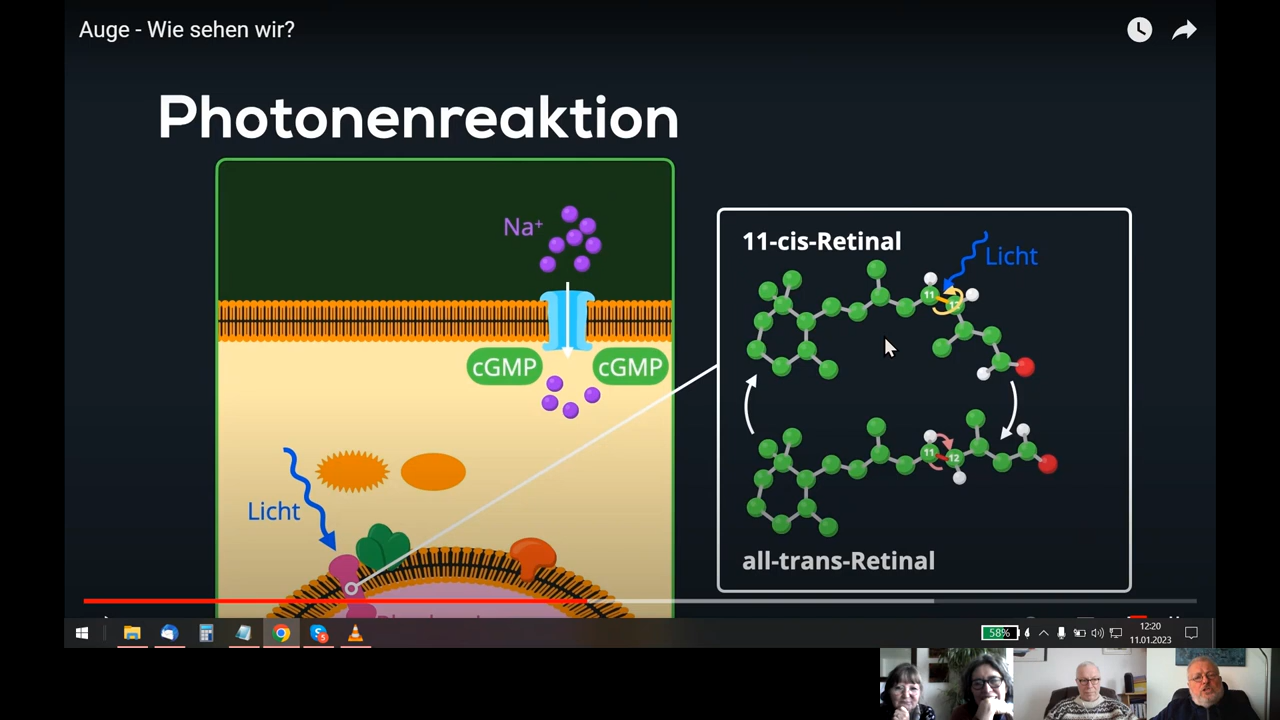 Auge - Wie sehen wir?
Photonenreaktion
Na⁺
11-cis-Retinal
Licht
11
12
cGMP
cGMP
Licht
11
12
all-trans-Retinal
58%
12:20
11.01.2023